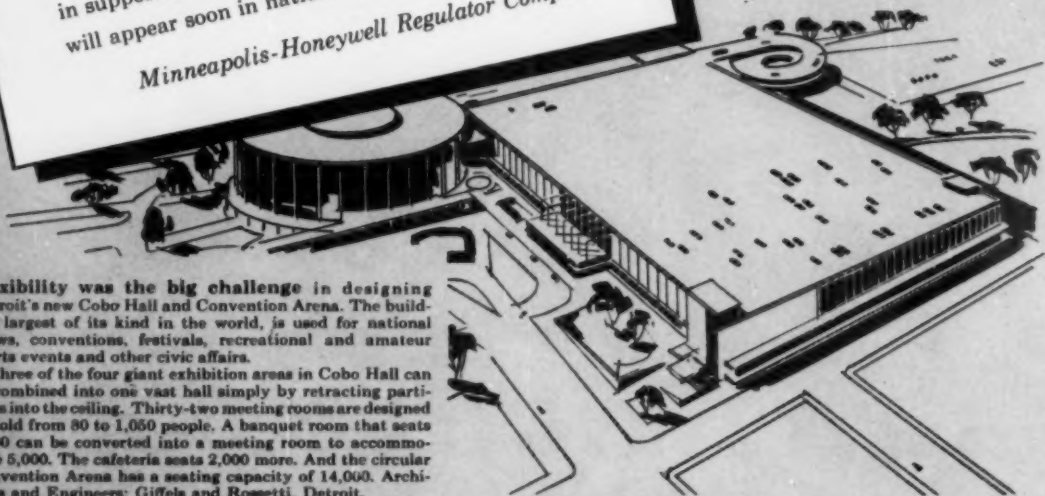 in suppo
will appear soon in nati
Minneapolis-Honeywell Regulator Comp
xibility was the big challenge in designing
roit's new Cobo Hall and Convention Arena. The build-
largest of its kind in the world, is used for national
ws, conventions, festivals, recreational and amateur
rts events and other civic affairs.
hree of the four giant exhibition areas in Cobo Hall can
ombined into one vast hall simply by retracting parti-
s into the ceiling. Thirty-two meeting rooms are designed
old from 80 to 1,050 people. A banquet room that seats
0 can be converted into a meeting room to accommo-
5,000. The cafeteria seats 2,000 more. And the circular
vention Arena has a seating capacity of 14,000. Archi-
s and Engineers: Giffels and Rossetti, Detroit.